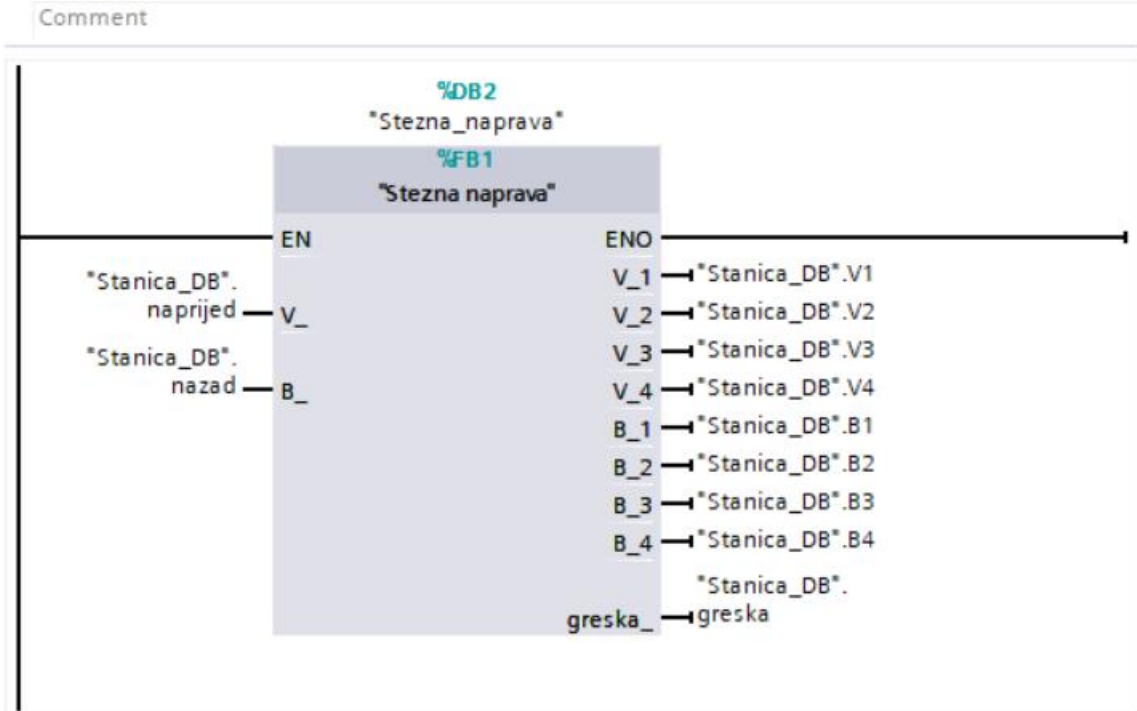 Comment
%DB2
"Stezna_naprava"
%FB1
"Stezna naprava"
EN
ENO
"Stanica_DB".
naprijed
V_
"Stanica_DB".
nazad
B_
V_1
"Stanica_DB".V1
V_2
"Stanica_DB".V2
V_3
"Stanica_DB".V3
V_4
"Stanica_DB".V4
B_1
"Stanica_DB".B1
B_2
"Stanica_DB".B2
B_3
"Stanica_DB".B3
B_4
"Stanica_DB".B4
greska_
"Stanica_DB".
greska